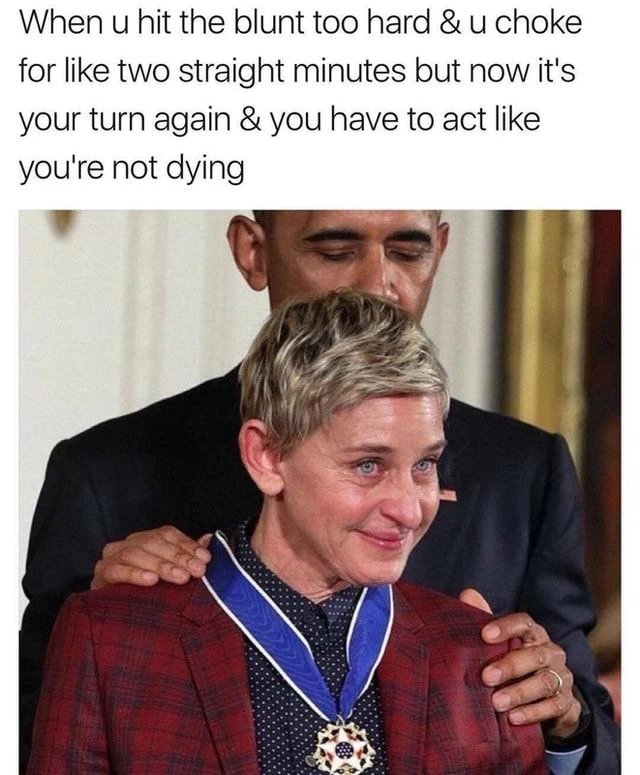 When u hit the blunt too hard & u choke
for like two straight minutes but now it's
your turn again & you have to act like
you're not dying